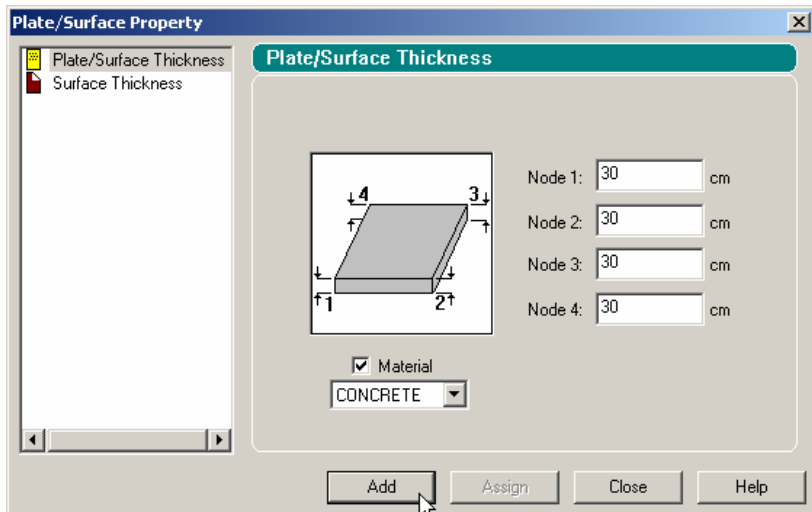 Plate/Surface Property
Plate/Surface Thickness
Surface Thickness
Plate/Surface Thickness
4 3
1 2
Node 1: 30 cm
Node 2: 30 cm
Node 3: 30 cm
Node 4: 30 cm
Material
CONCRETE
Add Assign Close Help